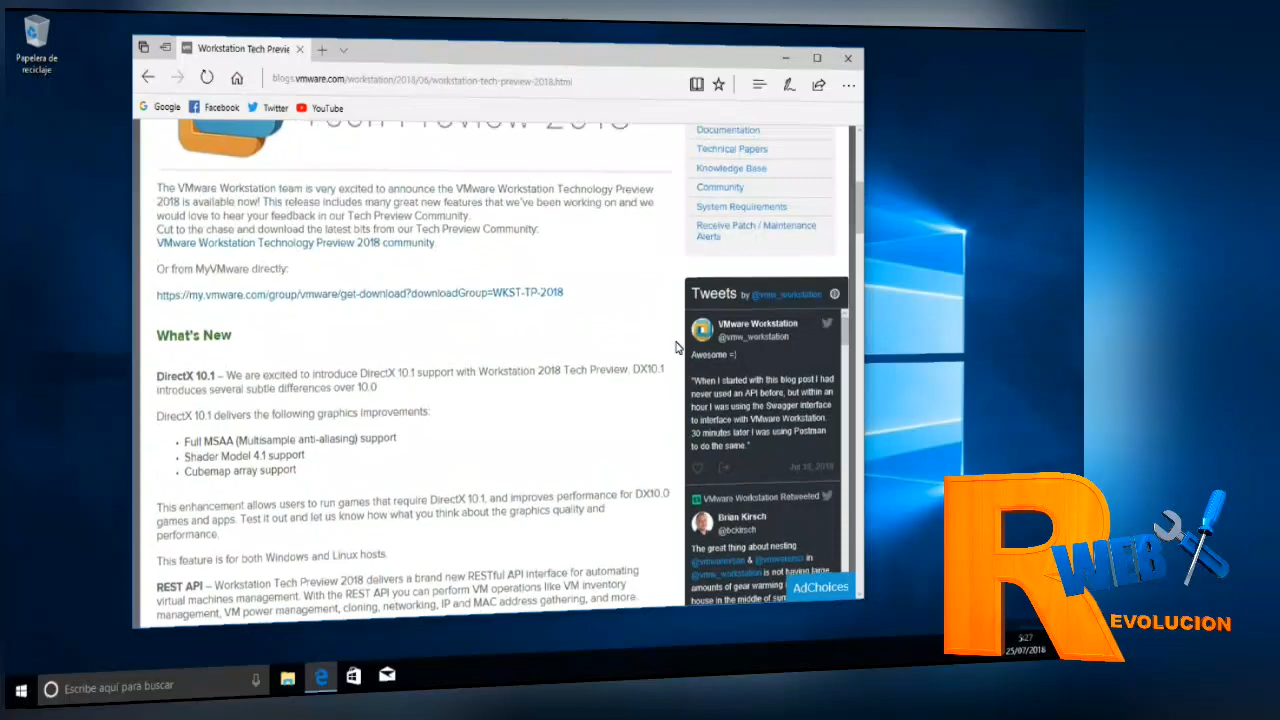 Papelera de
reciclaje
Workstation Tech Previe
blogs.vmware.com/workstation/2018/06/workstation-tech-preview-2018.html
Google Facebook Twitter YouTube
Tech Preview 2018
The VMware Workstation team is very excited to announce the VMware Workstation Technology Preview
2018 is available now! This release includes many great new features that we've been working on and we
would love to hear your feedback in our Tech Preview Community.
Cut to the chase and download the latest bits from our Tech Preview Community:
VMware Workstation Technology Preview 2018 community.
Or from MyVMware directly:
https://my.vmware.com/group/vmware/get-download?downloadGroup=WKST-TP-2018
What's New
DirectX 10.1 – We are excited to introduce DirectX 10.1 support with Workstation 2018 Tech Preview. DX10.1
introduces several subtle differences over 10.0
DirectX 10.1 delivers the following graphics improvements:
• Full MSAA (Multisample anti-aliasing) support
• Shader Model 4.1 support
• Cubemap array support
This enhancement allows users to run games that require DirectX 10.1, and improves performance for DX10.0
games and apps. Test it out and let us know how what you think about the graphics quality and
performance.
This feature is for both Windows and Linux hosts.
REST API – Workstation Tech Preview 2018 delivers a brand new RESTful API interface for automating
virtual machines management. With the REST API you can perform VM operations like VM inventory
management, VM power management, cloning, networking, IP and MAC address gathering, and more.
Documentation
Technical Papers
Knowledge Base
Community
System Requirements
Receive Patch / Maintenance
Alerts
Tweets by @vmw_workstation
VMware Workstation
@vmw_workstation
Awesome =]
"When I started with this blog post I had
never used an API before, but within an
hour I was using the Swagger interface
to interface with VMware Workstation.
30 minutes later I was using Postman
to do the same."
Jun 18, 2018
VMware Workstation Retweeted
Brian Kirsch
@bckirsch
The great thing about nesting
@vmw_workstation is not having large
amounts of gear warming
house in the middle of
AdChoices
R WEB
EVOLUCION
Escribe aquí para buscar
5:27
25/07/2018